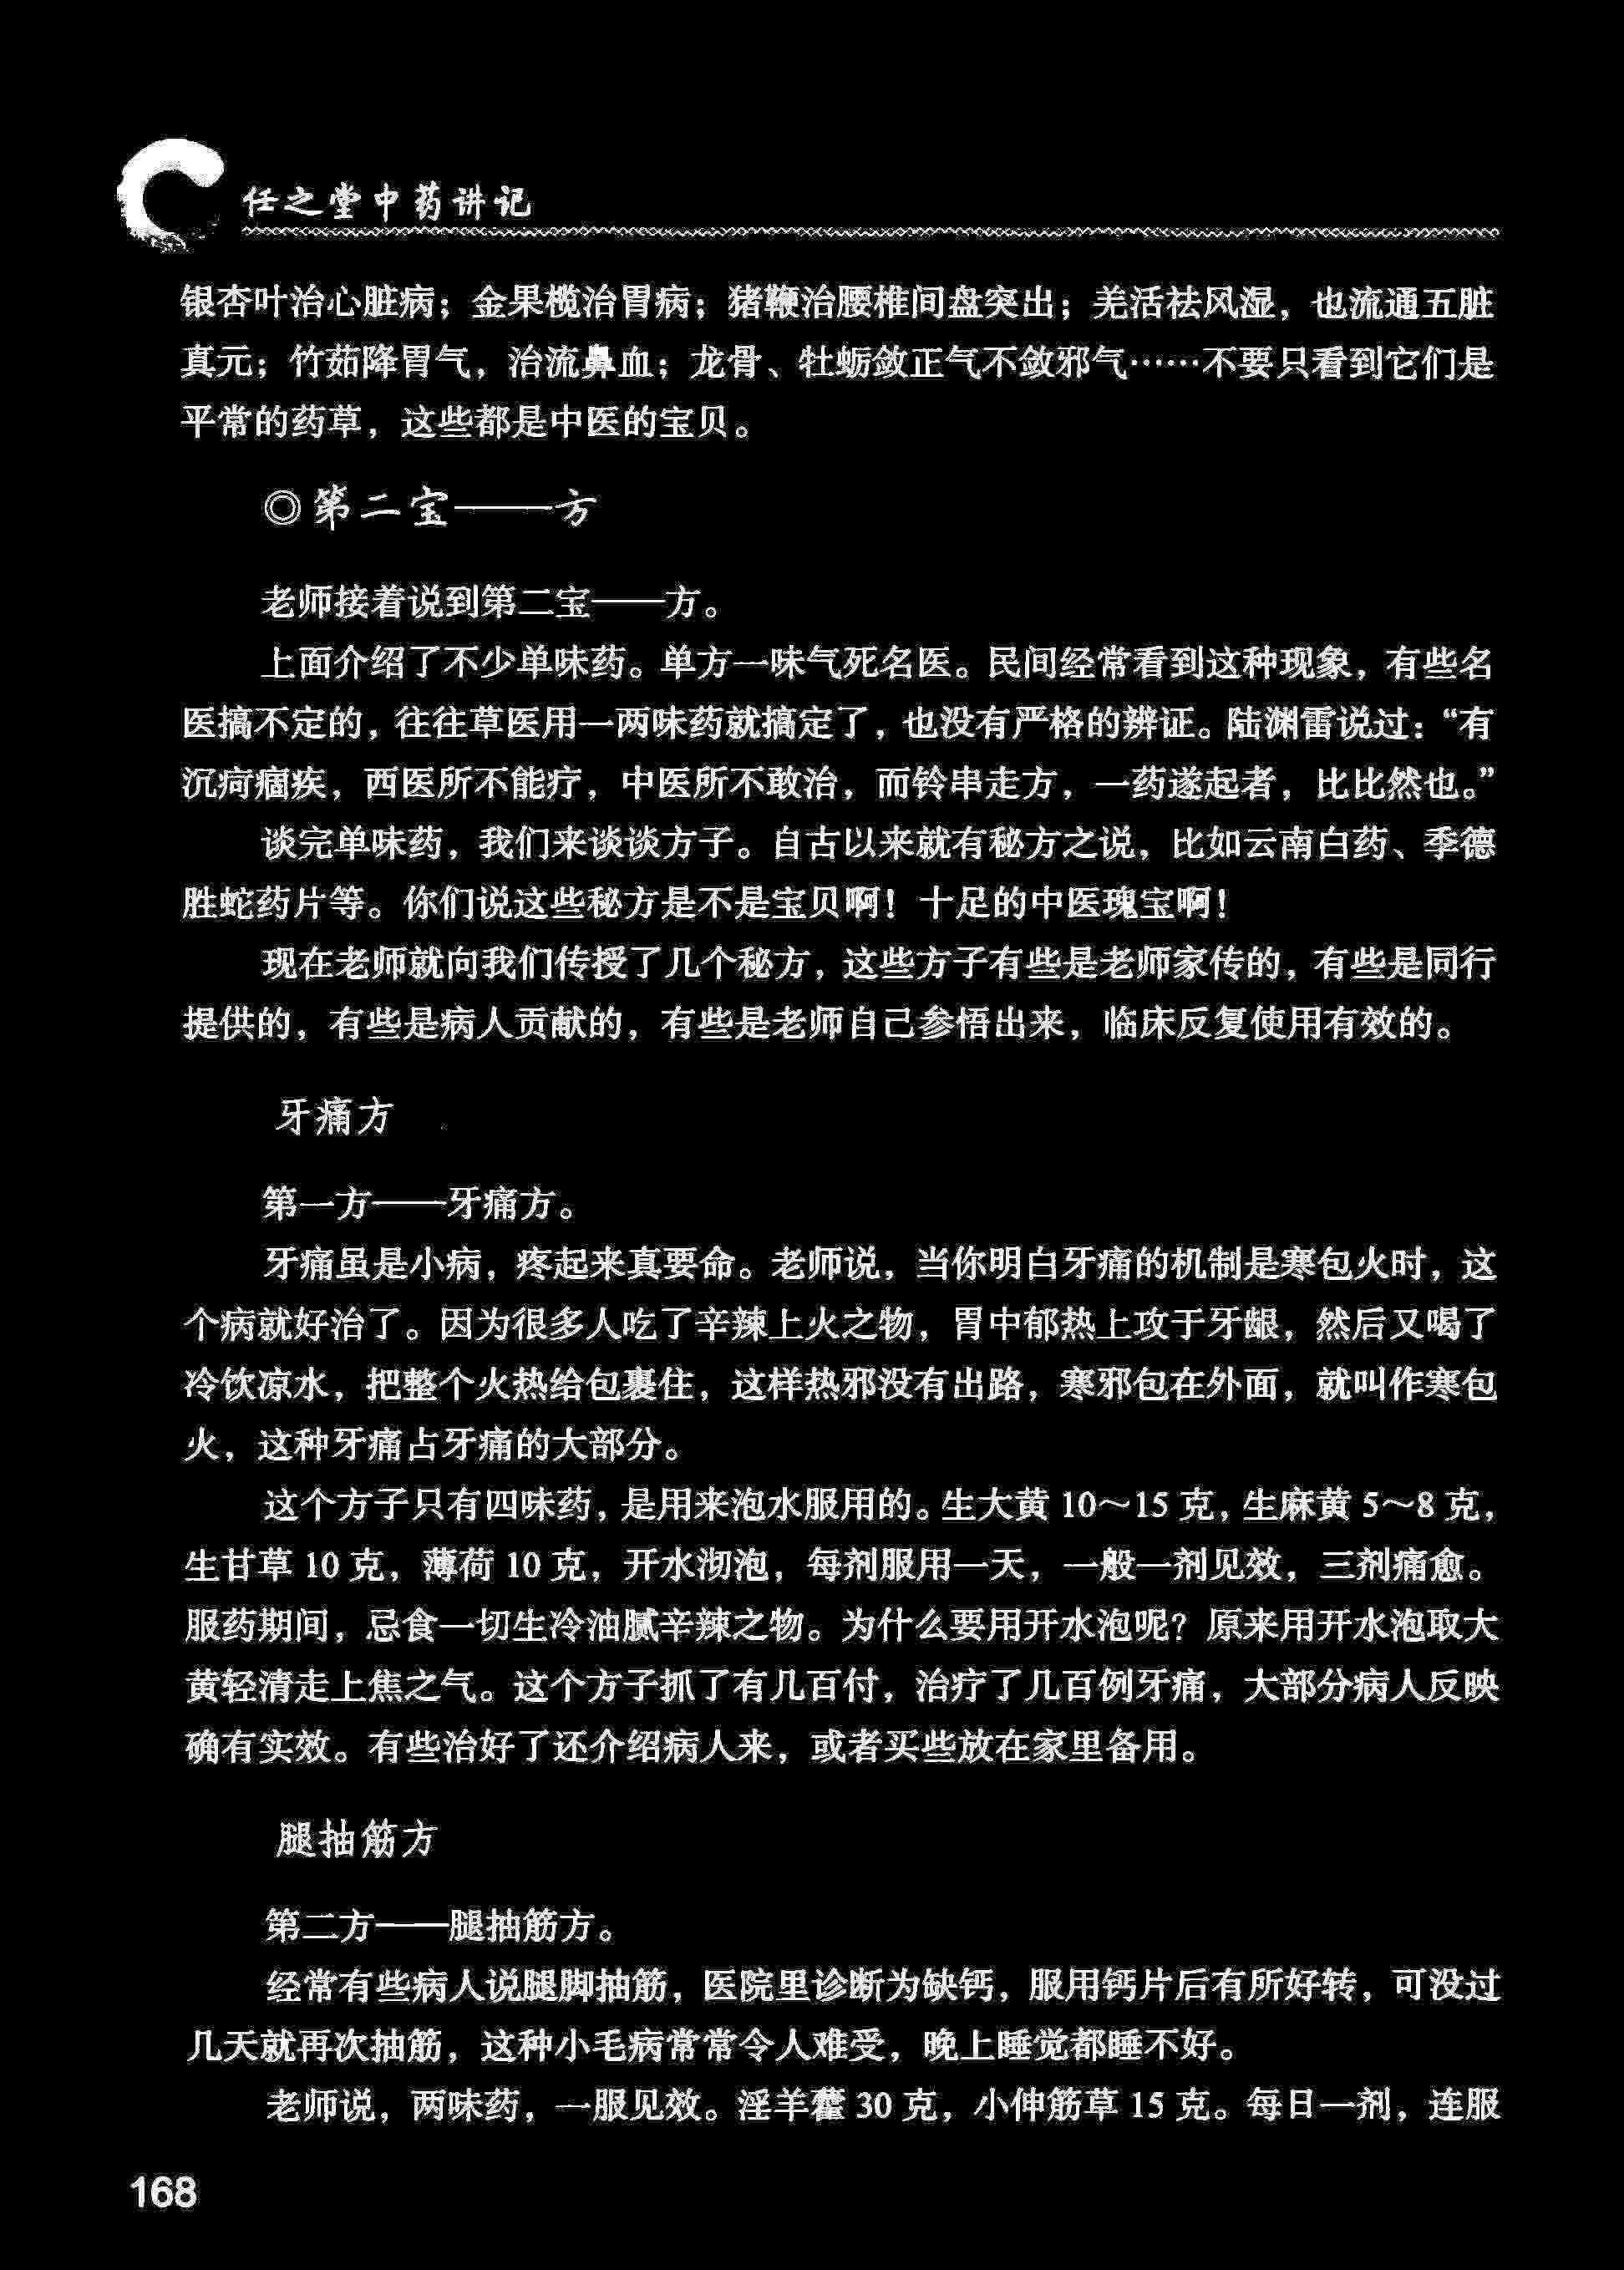 任之堂中药讲记
银杏叶治心脏病；金果榄治胃病；猪鞭治腰椎间盘突出；羌活祛风湿，也流通五脏
真元；竹茹降胃气，治流鼻血；龙骨、牡蛎敛正气不敛邪气……不要只看到它们是
平常的药草，这些都是中医的宝贝。
◎第二宝——方
老师接着说到第二宝——方。
上面介绍了不少单味药。单方一味气死名医。民间经常看到这种现象，有些名
医搞不定的，往往草医用一两味药就搞定了，也没有严格的辨证。陆渊雷说过：“有
沉疴痼疾，西医所不能疗，中医所不敢治，而铃串走方，一药遂起者，比比然也。”
谈完单味药，我们来谈谈方子。自古以来就有秘方之说，比如云南白药、季德
胜蛇药片等。你们说这些秘方是不是宝贝啊！十足的中医瑰宝啊！
现在老师就向我们传授了几个秘方，这些方子有些是老师家传的，有些是同行
提供的，有些是病人贡献的，有些是老师自己参悟出来，临床反复使用有效的。
牙痛方
第一方——牙痛方。
牙痛虽是小病，疼起来真要命。老师说，当你明白牙痛的机制是寒包火时，这
个病就好治了。因为很多人吃了辛辣上火之物，胃中郁热上攻于牙龈，然后又喝了
冷饮凉水，把整个火热给包裹住，这样热邪没有出路，寒邪包在外面，就叫作寒包
火，这种牙痛占牙痛的大部分。
这个方子只有四味药，是用来泡水服用的。生大黄 10～15 克，生麻黄 5～8 克，
生甘草 10 克，薄荷 10 克，开水沏泡，每剂服用一天，一般一剂见效，三剂痛愈。
服药期间，忌食一切生冷油腻辛辣之物。为什么要用开水泡呢？原来用开水泡取大
黄轻清走上焦之气。这个方子抓了有几百付，治疗了几百例牙痛，大部分病人反映
确有实效。有些治好了还介绍病人来，或者买些放在家里备用。
腿抽筋方
第二方——腿抽筋方。
经常有些病人说腿脚抽筋，医院里诊断为缺钙，服用钙片后有所好转，可没过
几天就再次抽筋，这种小毛病常常令人难受，晚上睡觉都睡不好。
老师说，两味药，一服见效。淫羊藿 30 克，小伸筋草 15 克。每日一剂，连服
168